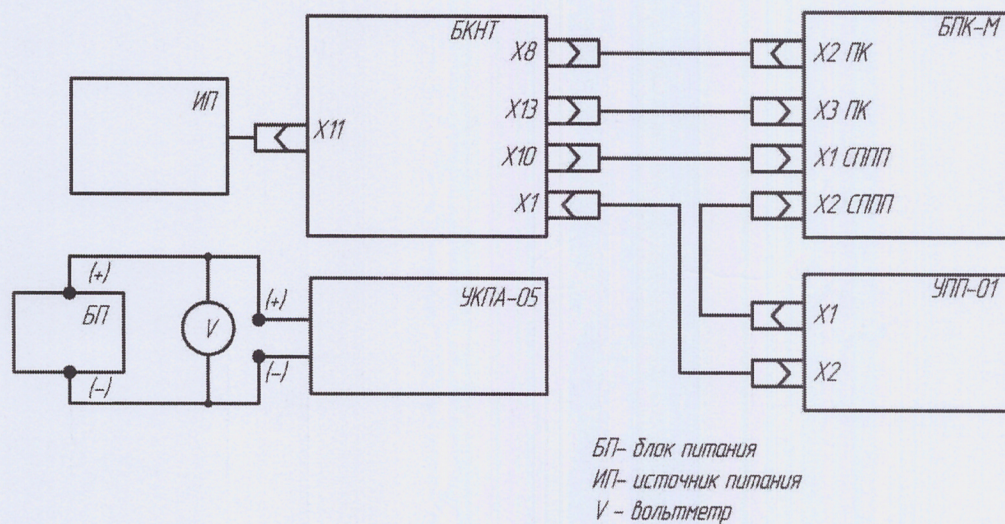 БКНТ
БПК-М
ИП
X8
X2 ПК
X11
X13
X3 ПК
X10
X1 СППП
X1
X2 СППП
(+)
БП
(-)
V
(+)
(-)
УКПА-05
УПП-01
X1
X2
БП- блок питания
ИП- источник питания
V - вольтметр